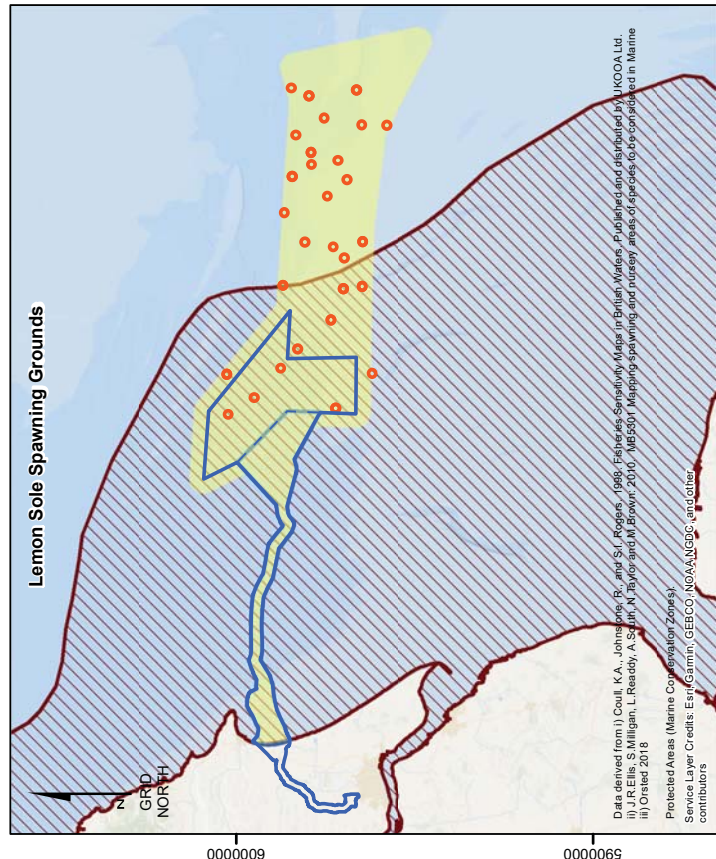 Lemon Sole Spawning Grounds
N
GRID
NORTH
6000000
5950000
Data derived from i) Coull, K.A., Johnstone, R., and S.I. Rogers. 1998. Fisheries Sensitivity Maps in British Waters. Published and distributed by UKOOA Ltd.
ii) J.R.Ellis, S.Milligan, L.Readdy, A.South, N.Taylor and M.Brown. 2010. MB5301 Mapping spawning and nursery areas of species to be considered in Marine
Protected Areas (Marine Conservation Zones).
iii) Orsted 2018
Service Layer Credits: Esri, Garmin, GEBCO, NOAA NGDC, and other
contributors